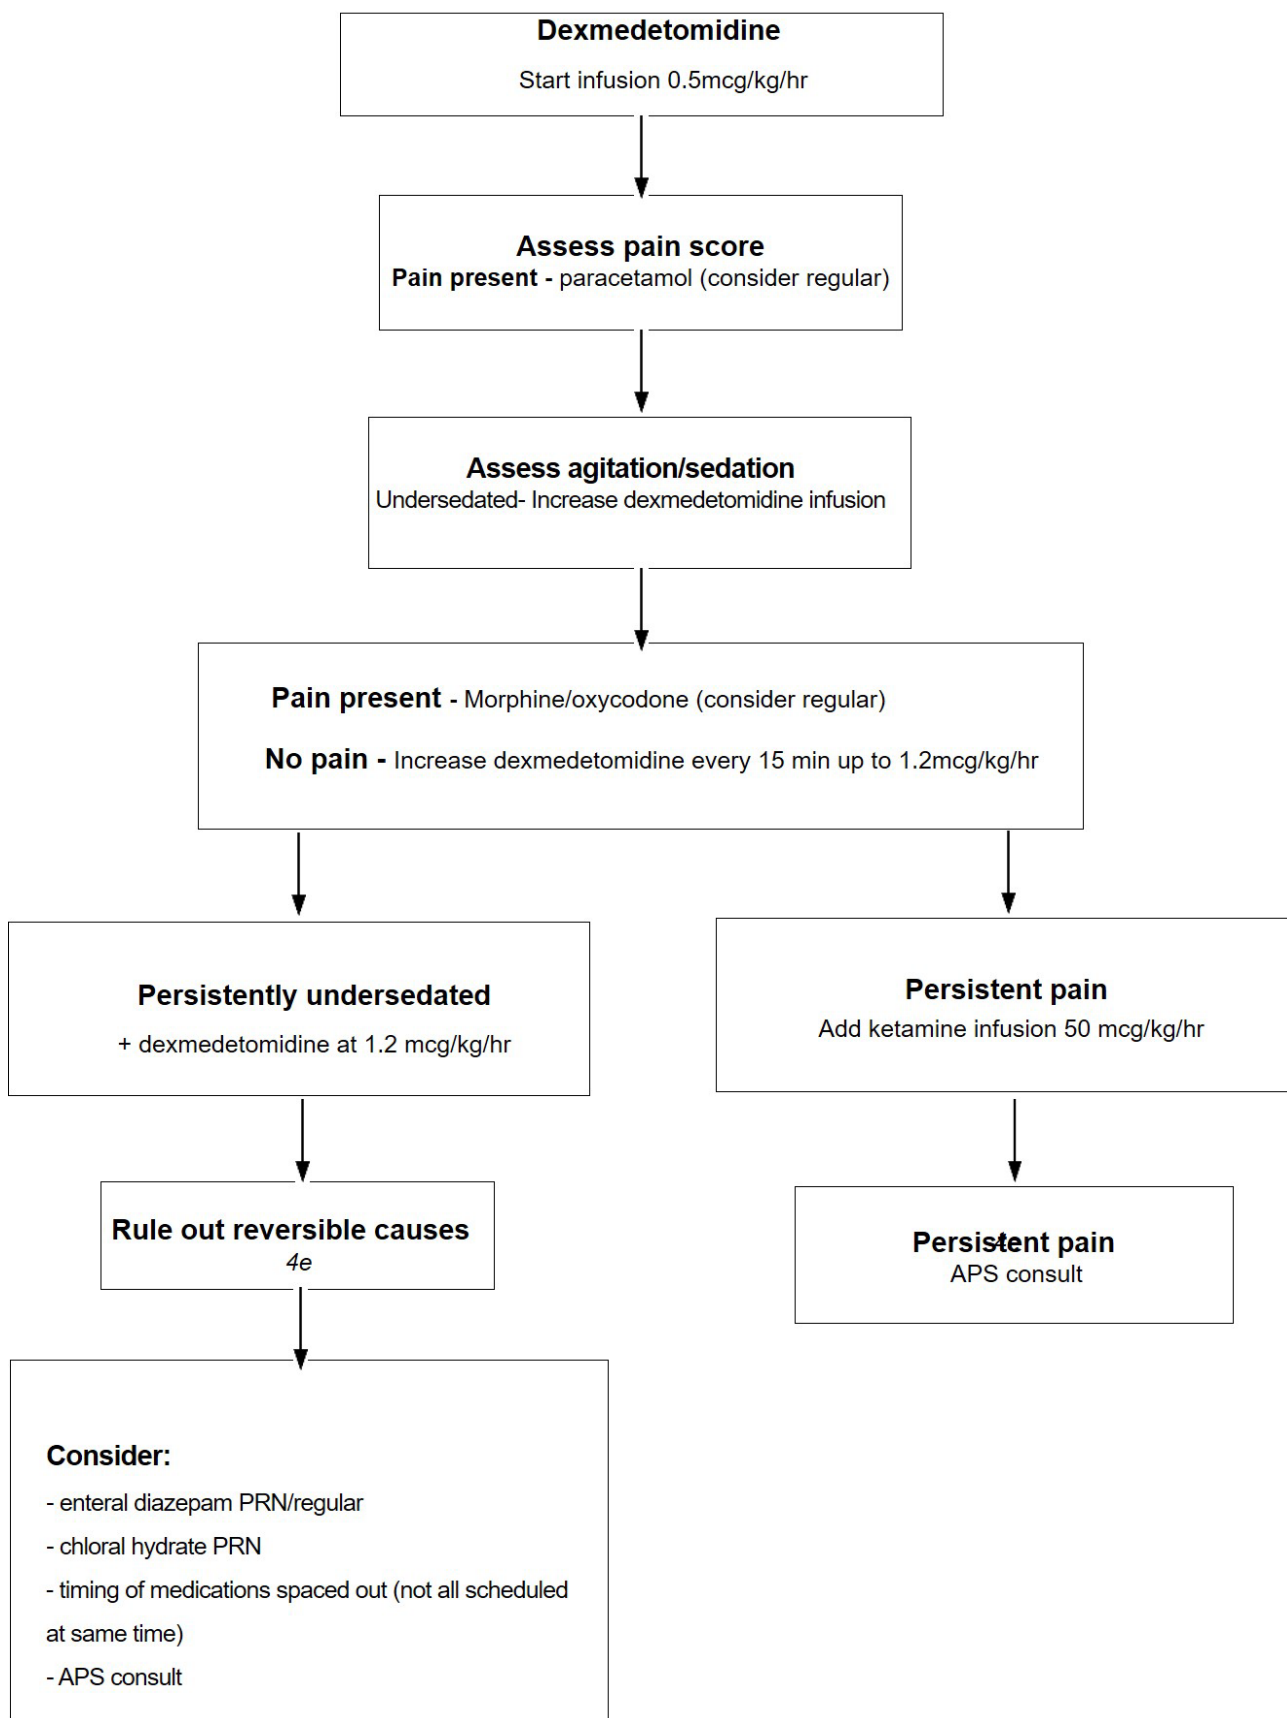 Dexmedetomidine
Start infusion 0.5mcg/kg/hr
Assess pain score
Pain present - paracetamol (consider regular)
Assess agitation/sedation
Undersedated- Increase dexmedetomidine infusion
Pain present - Morphine/oxycodone (consider regular)
No pain - Increase dexmedetomidine every 15 min up to 1.2mcg/kg/hr
Persistently undersedated
+ dexmedetomidine at 1.2 mcg/kg/hr
Persistent pain
Add ketamine infusion 50 mcg/kg/hr
Rule out reversible causes
4e
Persistent pain
APS consult
Consider:
- enteral diazepam PRN/regular
- chloral hydrate PRN
- timing of medications spaced out (not all scheduled
at same time)
- APS consult